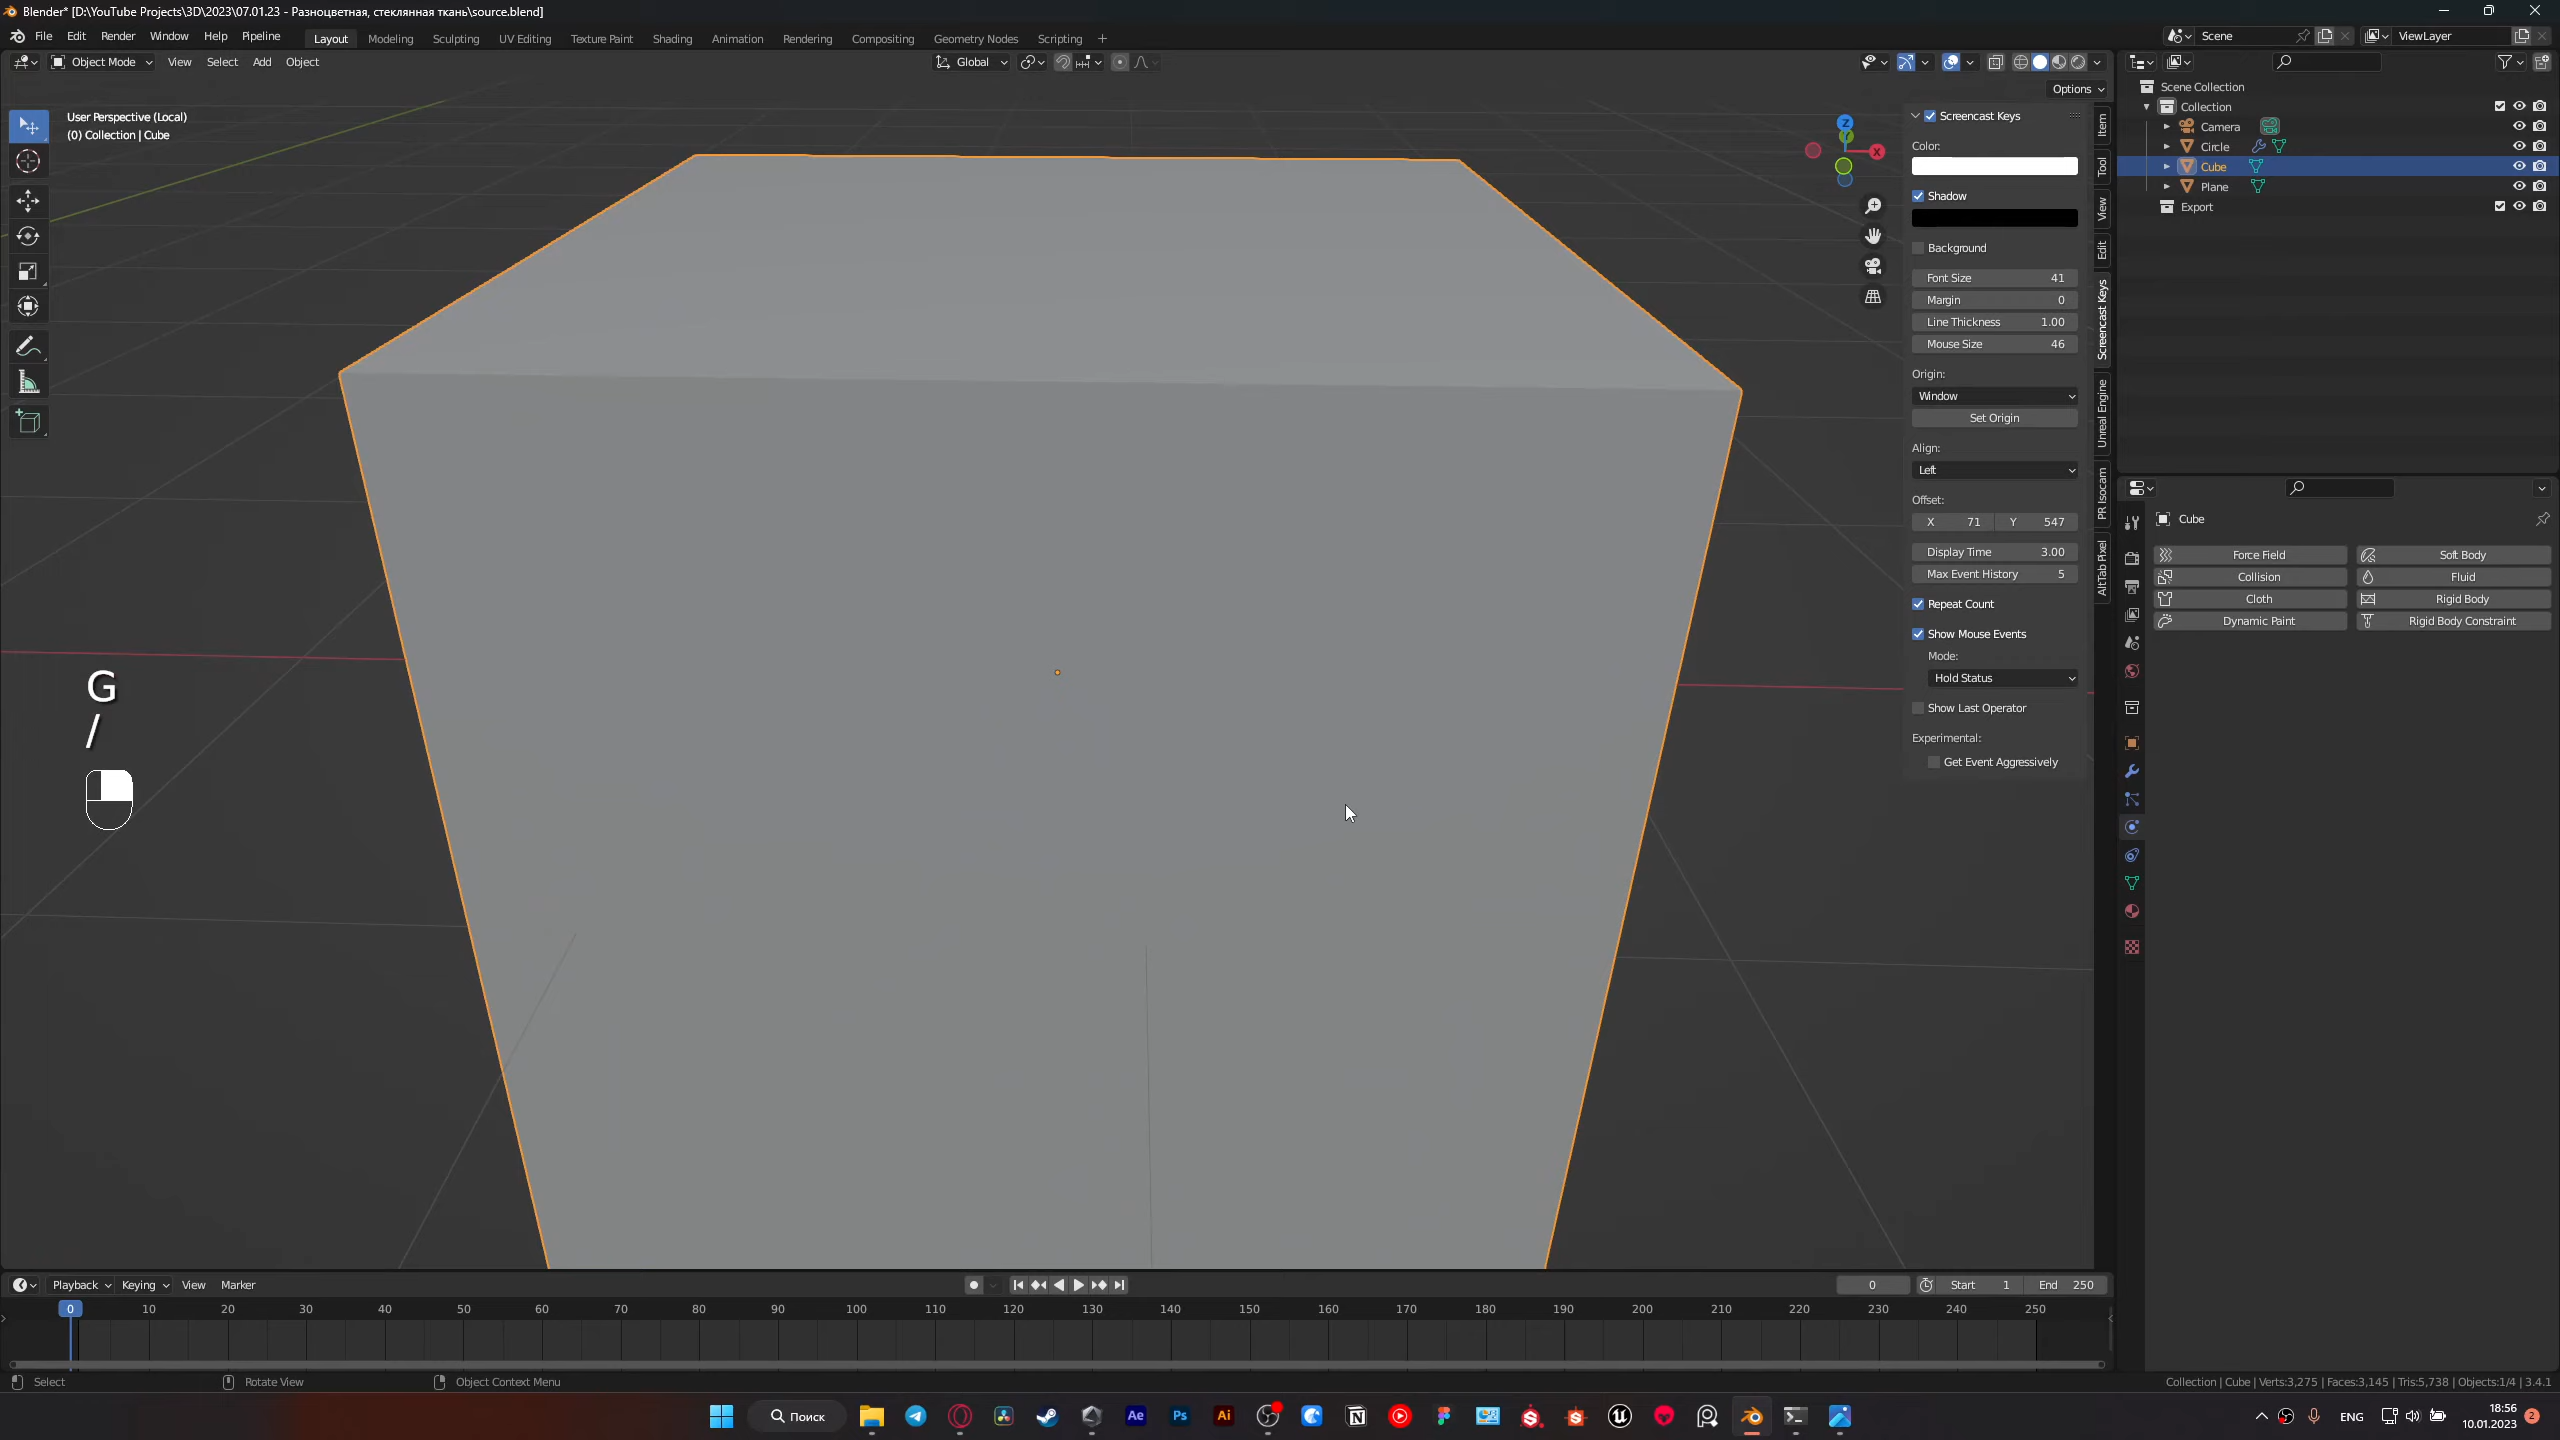 Blender* [D:\YouTube Projects\3D\2023\07.01.23 - Разноцветная, стеклянная ткань\source.blend]
File Edit Render Window Help Pipeline Layout Modeling Sculpting UV Editing Texture Paint Shading Animation Rendering Compositing Geometry Nodes Scripting + Scene ViewLayer
Object Mode View Select Add Object Global
Options
User Perspective (Local)
(0) Collection | Cube
Z
X
Screencast Keys
Color:
Shadow
Background
Font Size 41
Margin 0
Line Thickness 1.00
Mouse Size 46
Origin:
Window
Set Origin
Align:
Left
Offset:
X 71 Y 547
Display Time 3.00
Max Event History 5
Repeat Count
Show Mouse Events
Mode:
Hold Status
Show Last Operator
Experimental:
Get Event Aggressively
Item
Tool
View
Edit
Screencast Keys
Unreal Engine
PR Isocam
AltTab Pixel
Scene Collection
Collection
Camera
Circle
Cube
Plane
Export
Cube
Force Field Soft Body
Collision Fluid
Cloth Rigid Body
Dynamic Paint Rigid Body Constraint
G
/
Playback Keying View Marker 0 Start 1 End 250
0 10 20 30 40 50 60 70 80 90 100 110 120 130 140 150 160 170 180 190 200 210 220 230 240 250
Select Rotate View Object Context Menu Collection | Cube | Verts:3,275 | Faces:3,145 | Tris:5,738 | Objects:1/4 | 3.4.1
Поиск Ae Ps Ai ENG 18:56
10.01.2023 2